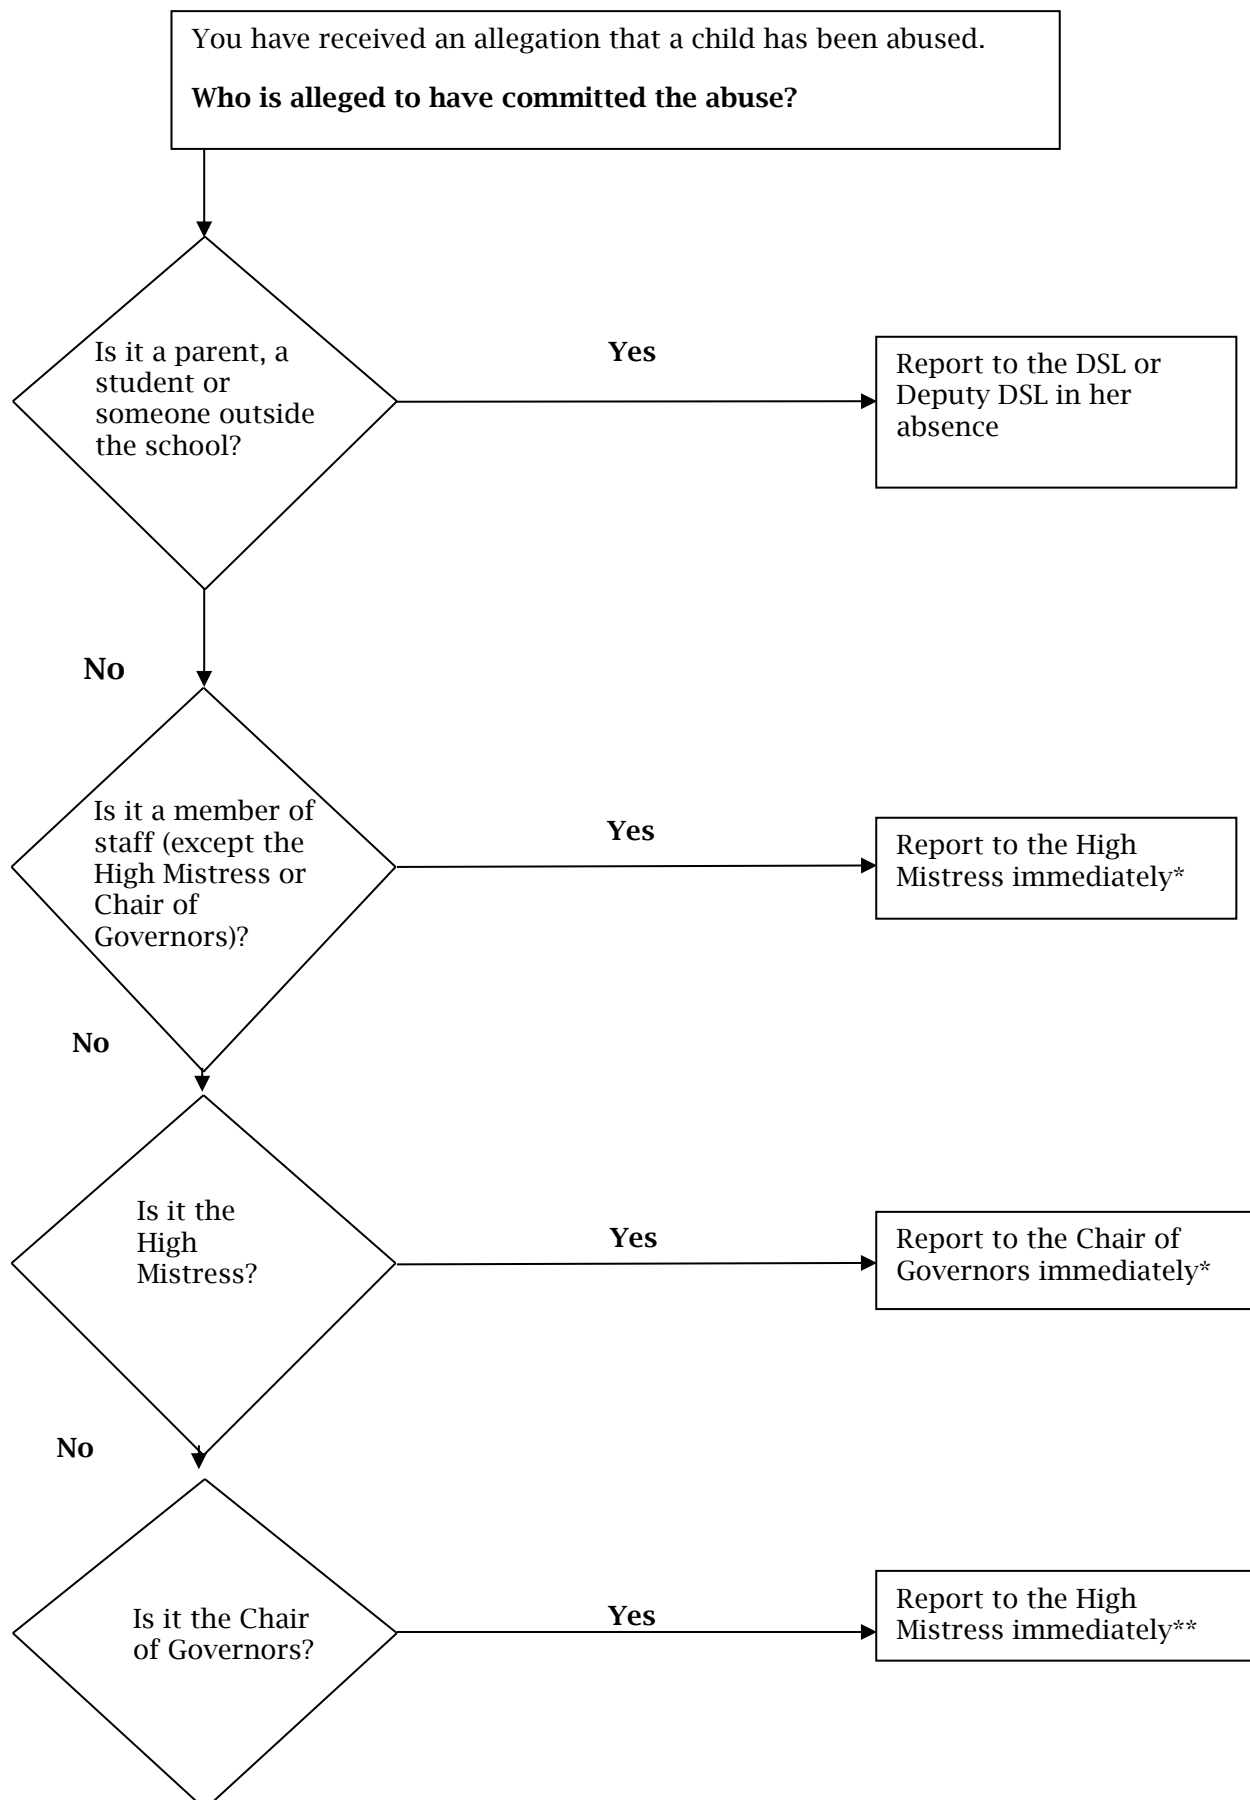 You have received an allegation that a child has been abused.
Who is alleged to have committed the abuse?
Is it a parent, a
student or
someone outside
the school?
Yes
Report to the DSL or
Deputy DSL in her
absence
No
Is it a member of
staff (except the
High Mistress or
Chair of
Governors)?
Yes
Report to the High
Mistress immediately*
No
Is it the
High
Mistress?
Yes
Report to the Chair of
Governors immediately*
No
Is it the Chair
of Governors?
Yes
Report to the High
Mistress immediately**